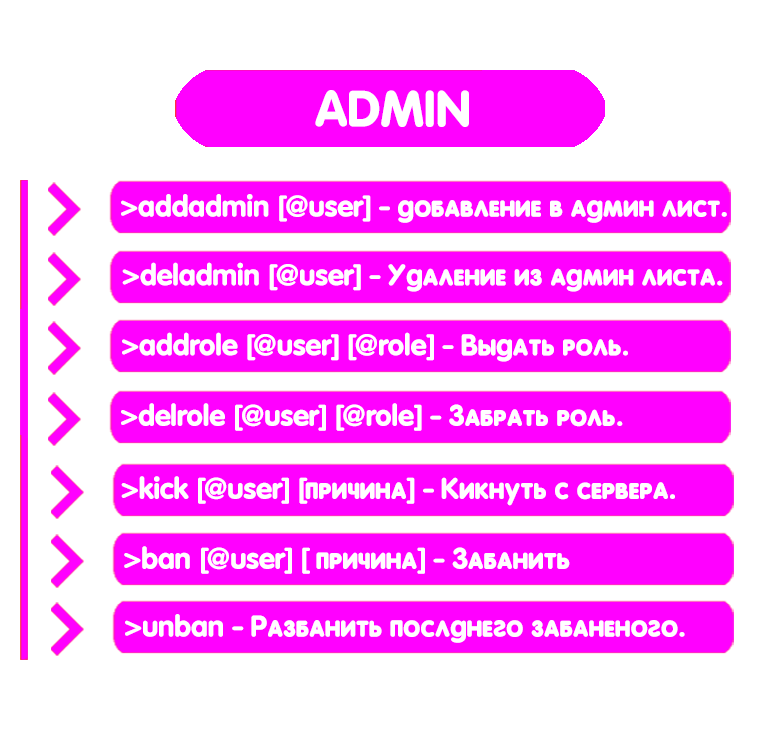 ADMIN
>addadmin [@user] - добавление в админ лист.
>deladmin [@user] - Удаление из админ листа.
>addrole [@user] [@role] - Выдать роль.
>delrole [@user] [@role] - Забрать роль.
>kick [@user] [причина] - Кикнуть с сервера.
>ban [@user] [ причина] - Забанить
>unban - Разбанить послднего забаненого.